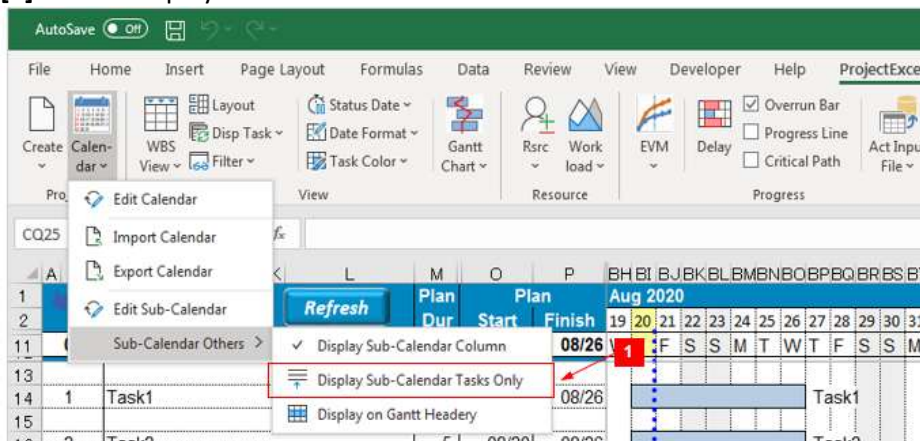 AutoSave Off
File Home Insert Page Layout Formulas Data Review View Developer Help ProjectExce
Create Calen-dar WBS View Layout Disp Task Filter Status Date Date Format Task Color Gantt Chart Rsrc Work load EVM Delay Overrun Bar Progress Line Critical Path Act Inpu File
Pro View Resource Progress
Edit Calendar
CQ25 Import Calendar fx
Export Calendar
A K L M O P BH BI BJ BK BL BM BN BO BP BQ BR BS
Edit Sub-Calendar
1 Refresh Plan Plan Aug 2020
2 Dur Start Finish 19 20 21 22 23 24 25 26 27 28 29 30 31
11 Sub-Calendar Others > ✓ Display Sub-Calendar Column 08/26 F S S M T W T F S S M
1
13 Display Sub-Calendar Tasks Only
14 1 Task1 08/26 Task1
15 Display on Gantt Headery